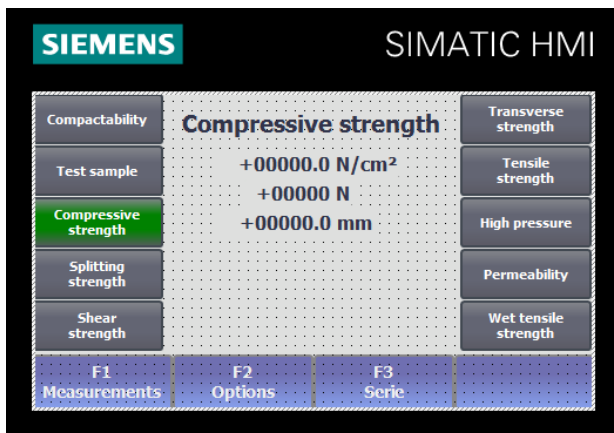 SIEMENS
SIMATIC HMI
Compactability
Test sample
Compressive
strength
Splitting
strength
Shear
strength
Compressive strength
+00000.0 N/cm²
+00000 N
+00000.0 mm
Transverse
strength
Tensile
strength
High pressure
Permeability
Wet tensile
strength
F1
Measurements
F2
Options
F3
Serie